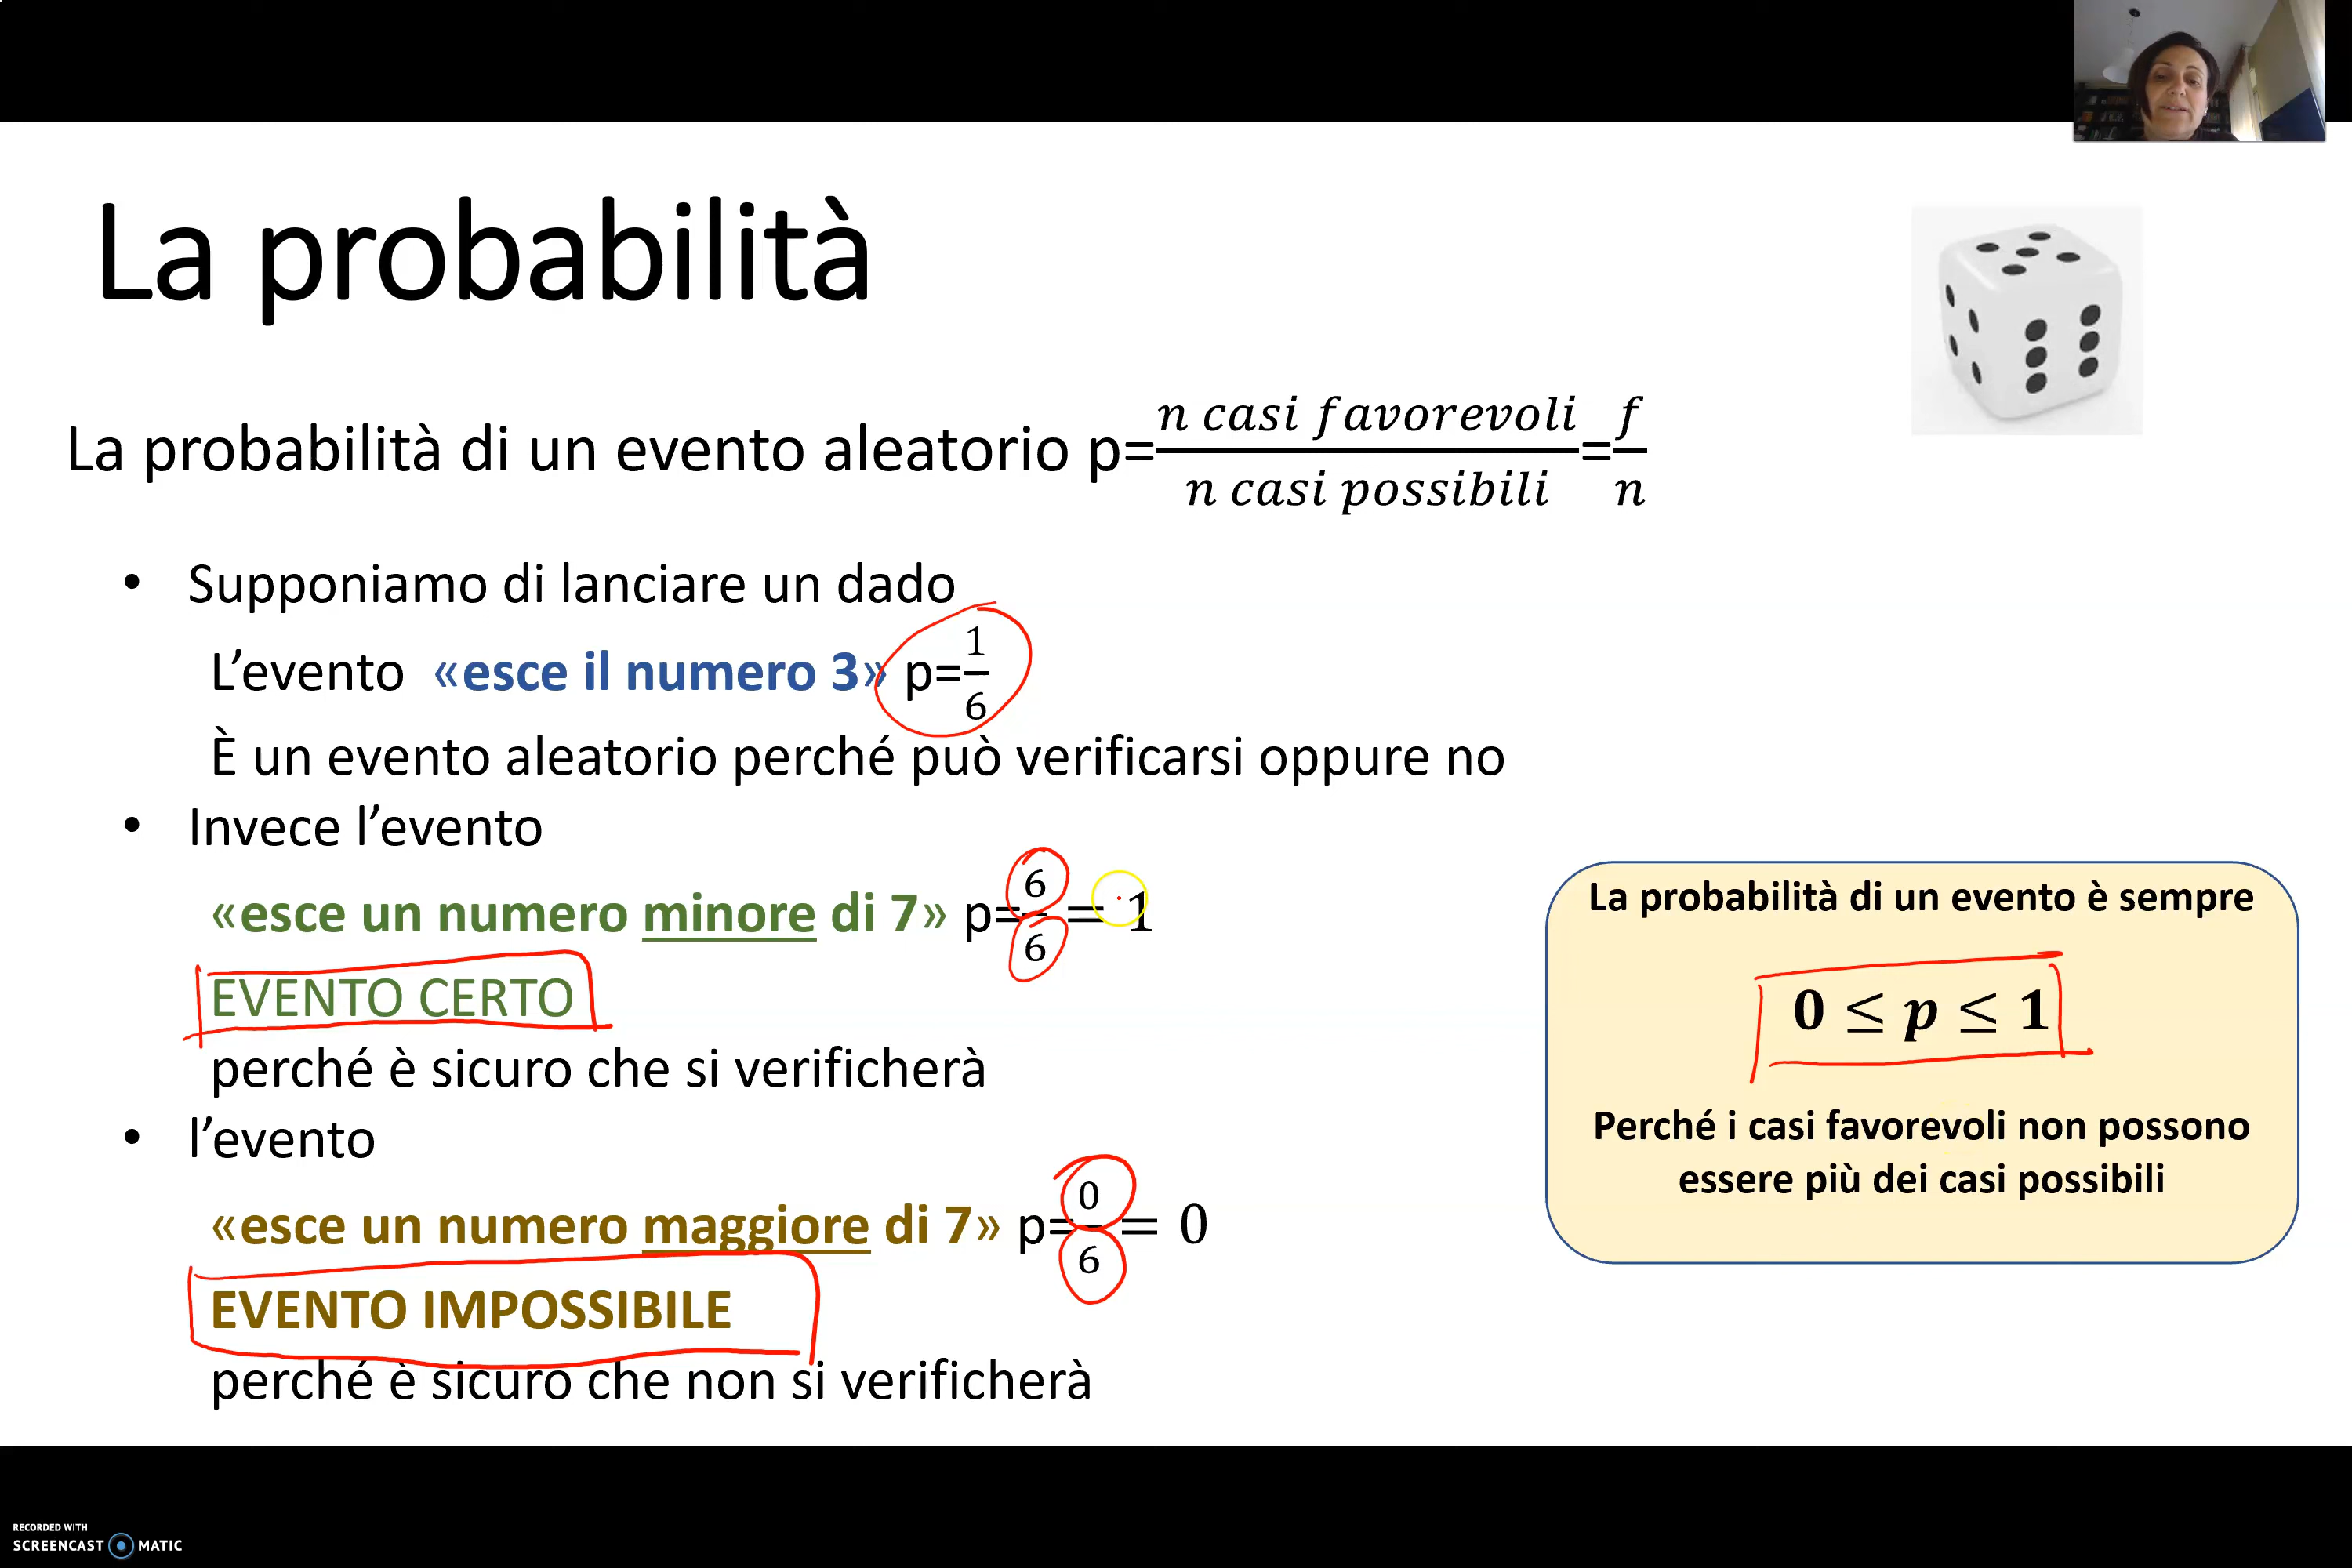 La probabilità
La probabilità di un evento aleatorio p=n casi favorevoli/n casi possibili=f/n
• Supponiamo di lanciare un dado
L’evento «esce il numero 3» p=1/6
È un evento aleatorio perché può verificarsi oppure no
• Invece l’evento
«esce un numero minore di 7» p=6/6=1
EVENTO CERTO
perché è sicuro che si verificherà
• l’evento
«esce un numero maggiore di 7» p=0/6=0
EVENTO IMPOSSIBILE
perché è sicuro che non si verificherà
La probabilità di un evento è sempre
0 ≤ p ≤ 1
Perché i casi favorevoli non possono
essere più dei casi possibili
RECORDED WITH
SCREENCAST MATIC